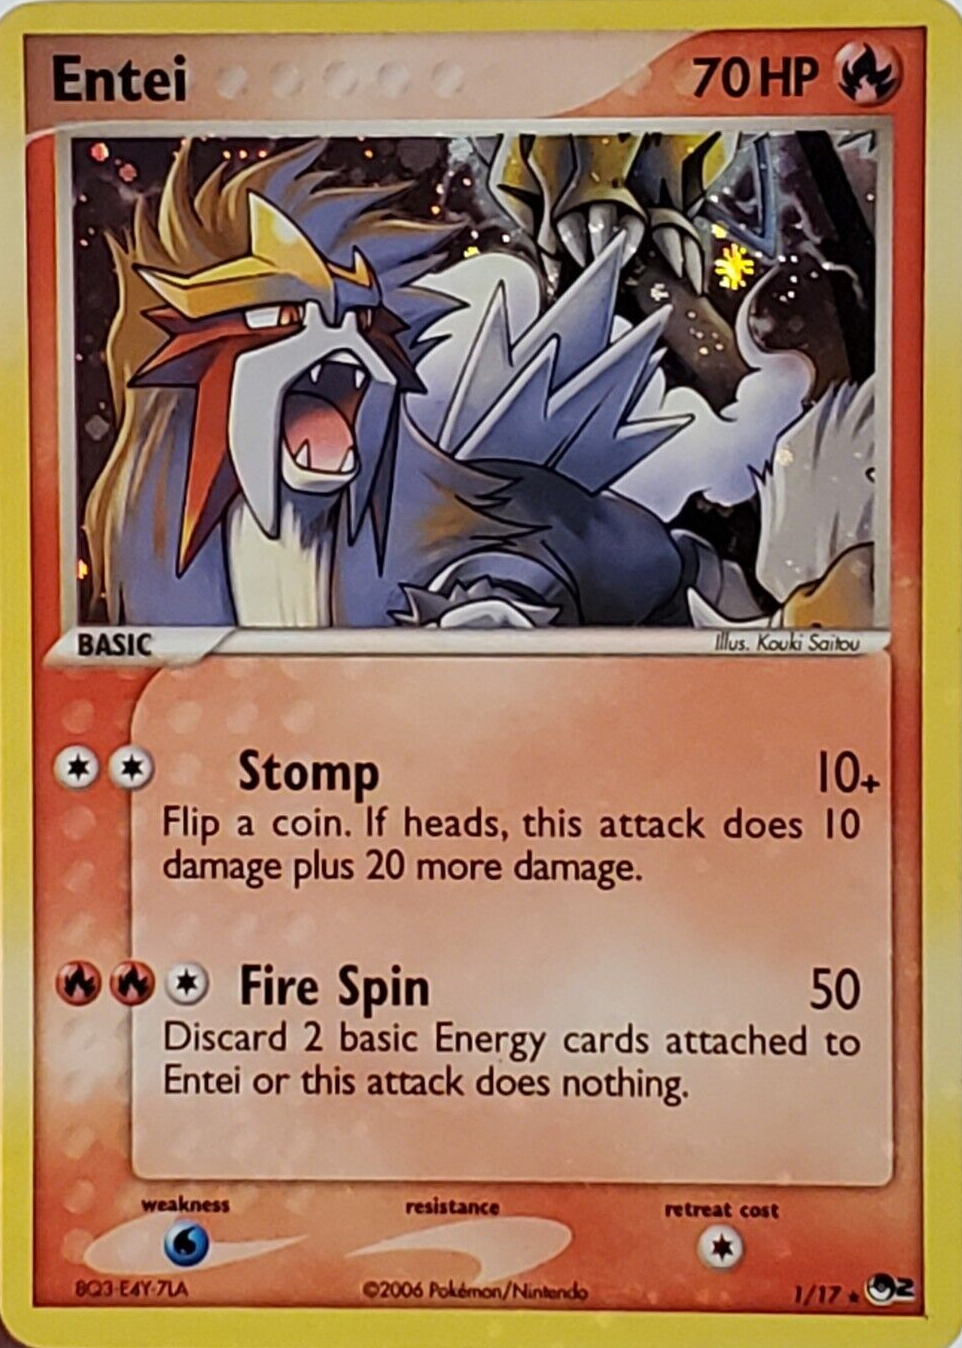 Entei 70 HP
BASIC Illus. Kouki Saitou
Stomp 10+
Flip a coin. If heads, this attack does 10
damage plus 20 more damage.
Fire Spin 50
Discard 2 basic Energy cards attached to
Entei or this attack does nothing.
weakness resistance retreat cost
8Q3-E4Y-7LA ©2006 Pokémon/Nintendo 1/17 ★ 2